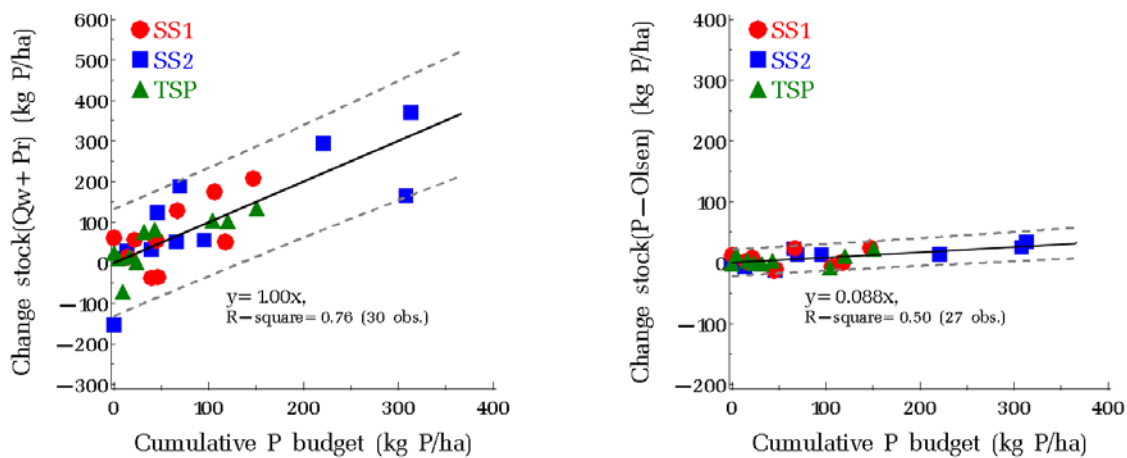 600
500
400
300
200
100
0
−100
−200
−300
Change stock(Qw+Pr) (kg P/ha)
SS1
SS2
TSP
y= 1.00x,
R−square= 0.76 (30 obs.)
0 100 200 300 400
Cumulative P budget (kg P/ha)
400
300
200
100
0
−100
−200
Change stock(P−Olsen) (kg P/ha)
SS1
SS2
TSP
y= 0.088x,
R−square= 0.50 (27 obs.)
0 100 200 300 400
Cumulative P budget (kg P/ha)